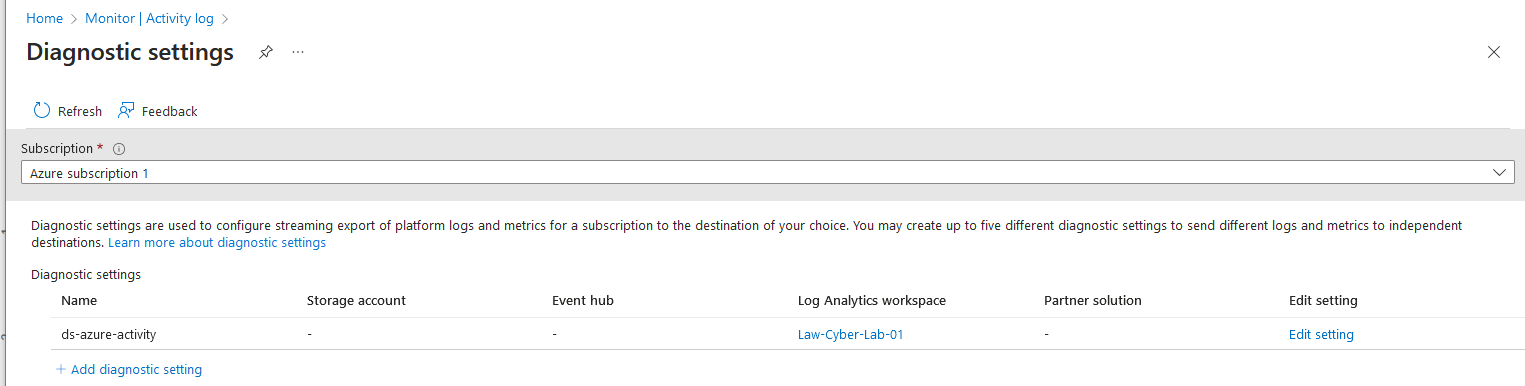 Home > Monitor | Activity log >
Diagnostic settings ...
Refresh Feedback
Subscription *
Azure subscription 1
Diagnostic settings are used to configure streaming export of platform logs and metrics for a subscription to the destination of your choice. You may create up to five different diagnostic settings to send different logs and metrics to independent
destinations. Learn more about diagnostic settings
Diagnostic settings
Name Storage account Event hub Log Analytics workspace Partner solution Edit setting
ds-azure-activity - - Law-Cyber-Lab-01 - Edit setting
+ Add diagnostic setting